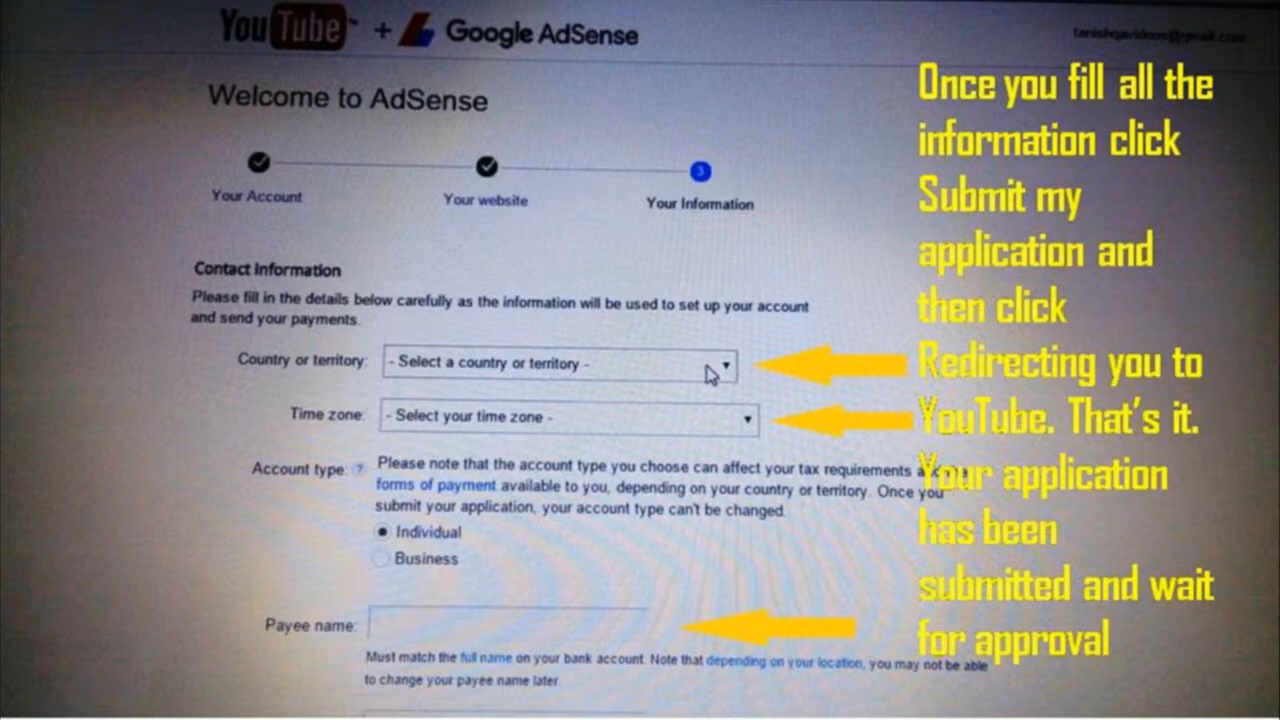 YouTube + Google AdSense
Welcome to AdSense
3
Your Account
Your website
Your Information
Contact information
Please fill in the details below carefully as the information will be used to set up your account
and send your payments.
Country or territory: - Select a country or territory -
Time zone: - Select your time zone -
Account type: ? Please note that the account type you choose can affect your tax requirements
forms of payment available to you, depending on your country or territory. Once you
submit your application, your account type can't be changed.
Individual
Business
Payee name:
Must match the full name on your bank account. Note that depending on your location, you may not be able
to change your payee name later.
Once you fill all the
information click
Submit my
application and
then click
Redirecting you to
YouTube. That's it.
Your application
has been
submitted and wait
for approval